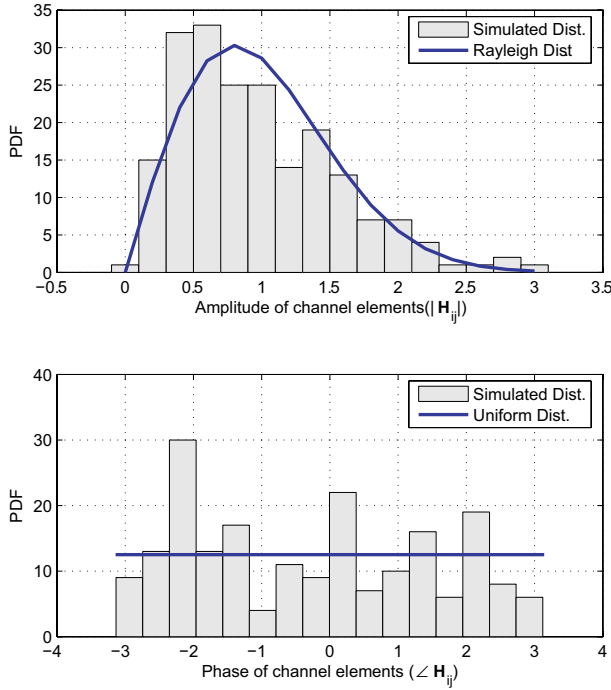 35
30
25
20
15
10
5
0
PDF
Simulated Dist.
Rayleigh Dist
−0.5 0 0.5 1 1.5 2 2.5 3 3.5
Amplitude of channel elements(| H_ij|)
40
30
20
10
0
PDF
Simulated Dist.
Uniform Dist.
−4 −3 −2 −1 0 1 2 3 4
Phase of channel elements (∠ H_ij)